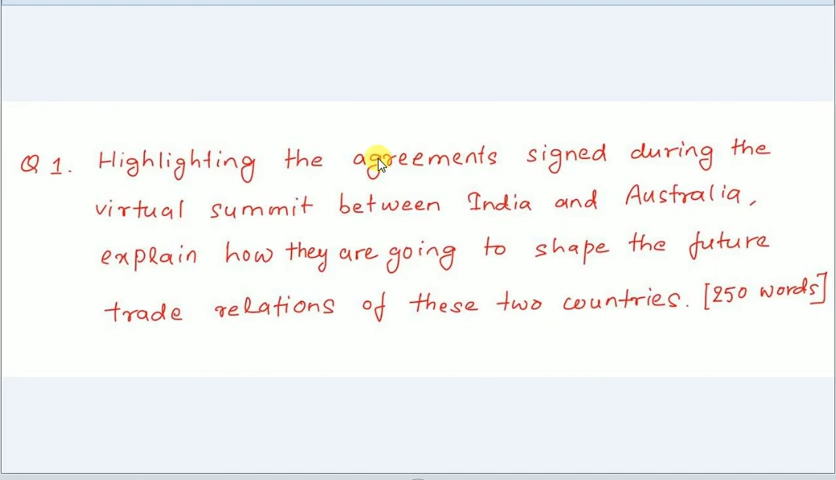 Q 1. Highlighting the agreements signed during the
virtual summit between India and Australia,
explain how they are going to shape the future
trade relations of these two countries. [250 words]